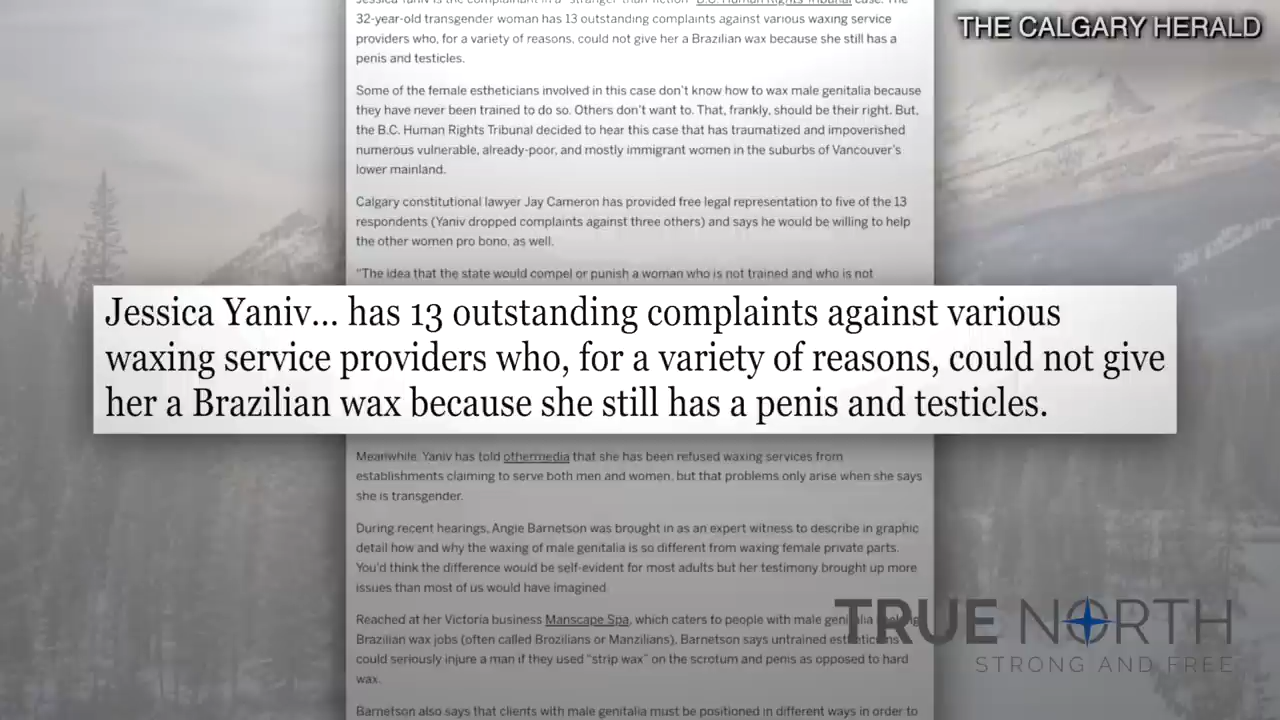 THE CALGARY HERALD
B.C. Human Rights Tribunal case. The
32-year-old transgender woman has 13 outstanding complaints against various waxing service
providers who, for a variety of reasons, could not give her a Brazilian wax because she still has a
penis and testicles.
Some of the female estheticians involved in this case don't know how to wax male genitalia because
they have never been trained to do so. Others don't want to. That, frankly, should be their right. But,
the B.C. Human Rights Tribunal decided to hear this case that has traumatized and impoverished
numerous vulnerable, already-poor, and mostly immigrant women in the suburbs of Vancouver's
lower mainland.
Calgary constitutional lawyer Jay Cameron has provided free legal representation to five of the 13
respondents (Yaniv dropped complaints against three others) and says he would be willing to help
the other women pro bono, as well.
"The idea that the state would compel or punish a woman who is not trained and who is not
Jessica Yaniv... has 13 outstanding complaints against various
waxing service providers who, for a variety of reasons, could not give
her a Brazilian wax because she still has a penis and testicles.
Meanwhile, Yaniv has told othermedia that she has been refused waxing services from
establishments claiming to serve both men and women, but that problems only arise when she says
she is transgender.
During recent hearings, Angie Barnetson was brought in as an expert witness to describe in graphic
detail how and why the waxing of male genitalia is so different from waxing female private parts.
You'd think the difference would be self-evident for most adults but her testimony brought up more
issues than most of us would have imagined.
Reached at her Victoria business Manscape Spa, which caters to people with male genitalia
Brazilian wax jobs (often called Brozilians or Manzilians), Barnetson says untrained estheticians
could seriously injure a man if they used "strip wax" on the scrotum and penis as opposed to hard
wax.
Barnetson also says that clients with male genitalia must be positioned in different ways in order to
TRUE NORTH
STRONG AND FREE